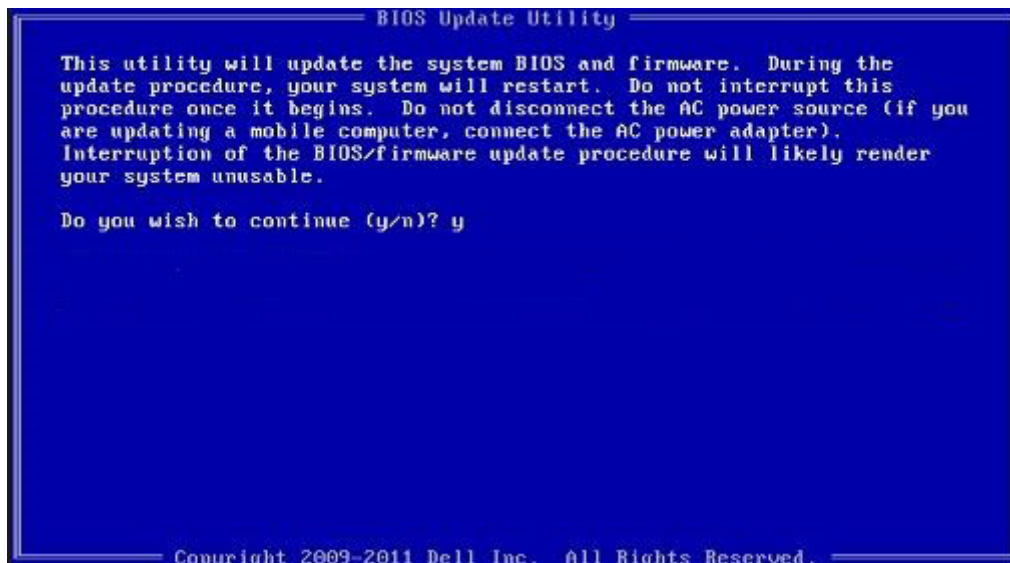 BIOS Update Utility
This utility will update the system BIOS and firmware.  During the
update procedure, your system will restart.  Do not interrupt this
procedure once it begins.  Do not disconnect the AC power source (if you
are updating a mobile computer, connect the AC power adapter).
Interruption of the BIOS/firmware update procedure will likely render
your system unusable.
Do you wish to continue (y/n)? y
Copyright 2009-2011 Dell Inc.  All Rights Reserved.